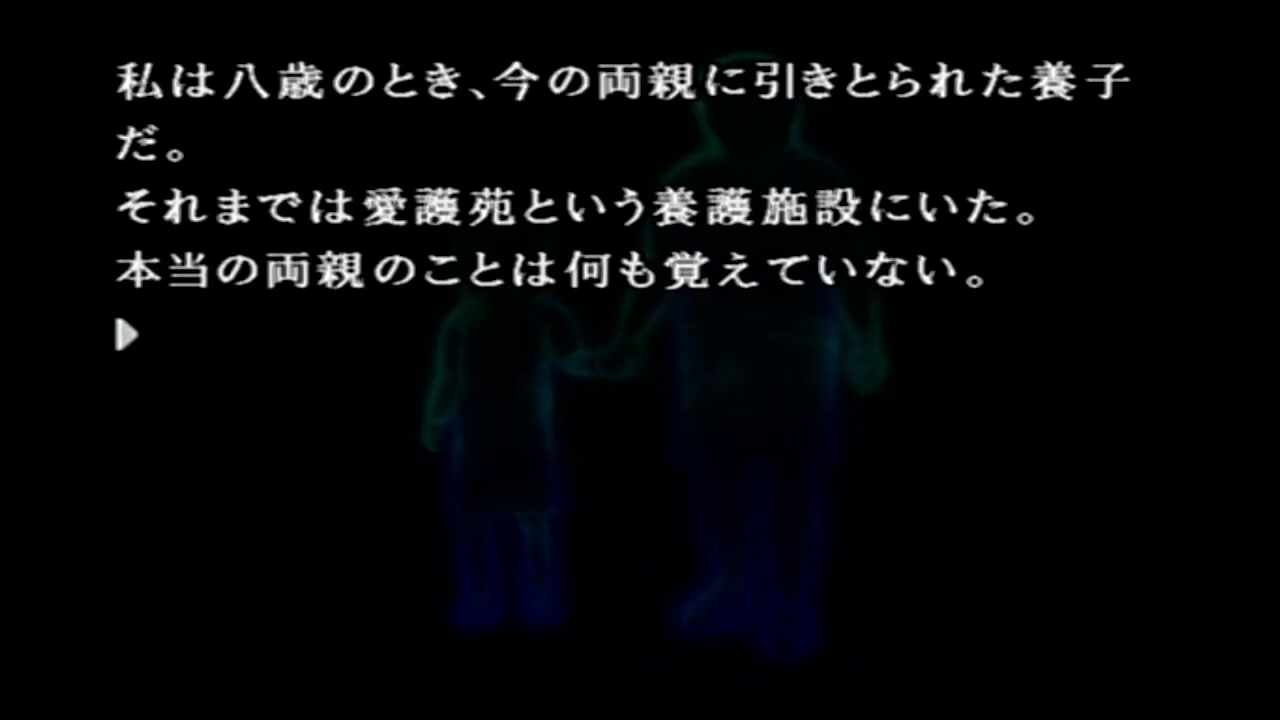 私は八歳のとき、今の両親に引きとられた養子
だ。
それまでは愛護苑という養護施設にいた。
本当の両親のことは何も覚えていない。